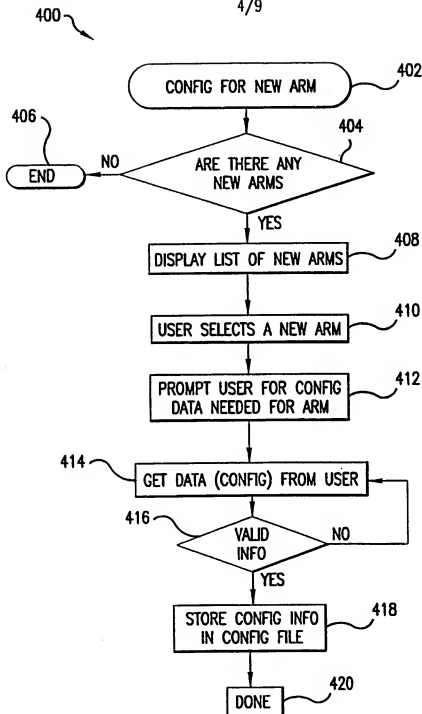 4/9
400
CONFIG FOR NEW ARM
402
406
404
END
NO
ARE THERE ANY
NEW ARMS
YES
DISPLAY LIST OF NEW ARMS
408
USER SELECTS A NEW ARM
410
PROMPT USER FOR CONFIG
DATA NEEDED FOR ARM
412
414
GET DATA (CONFIG) FROM USER
416
VALID
INFO
NO
YES
STORE CONFIG INFO
IN CONFIG FILE
418
DONE
420